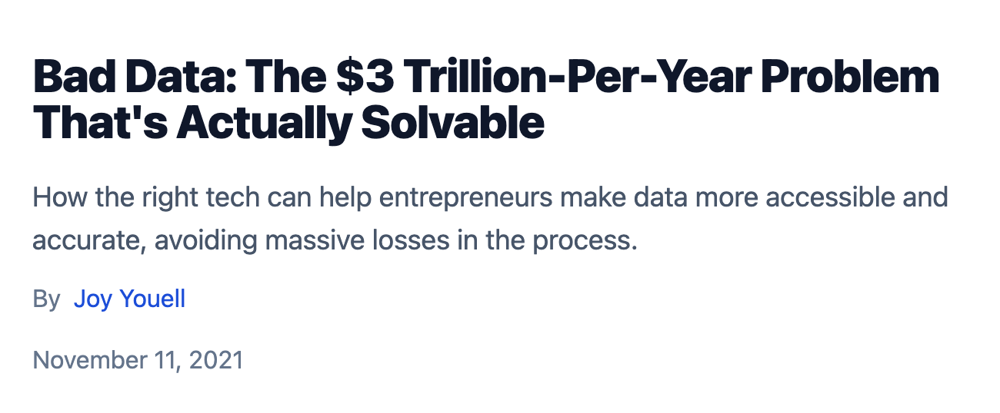 Bad Data: The $3 Trillion-Per-Year Problem
That's Actually Solvable
How the right tech can help entrepreneurs make data more accessible and
accurate, avoiding massive losses in the process.
By Joy Youell
November 11, 2021